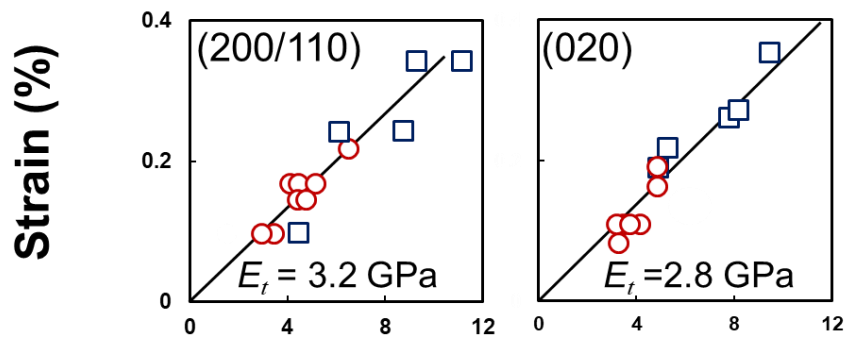 Strain (%)
0.4
0.2
0
(200/110)
E_t = 3.2 GPa
0 4 8 12
(020)
E_t =2.8 GPa
0 4 8 12